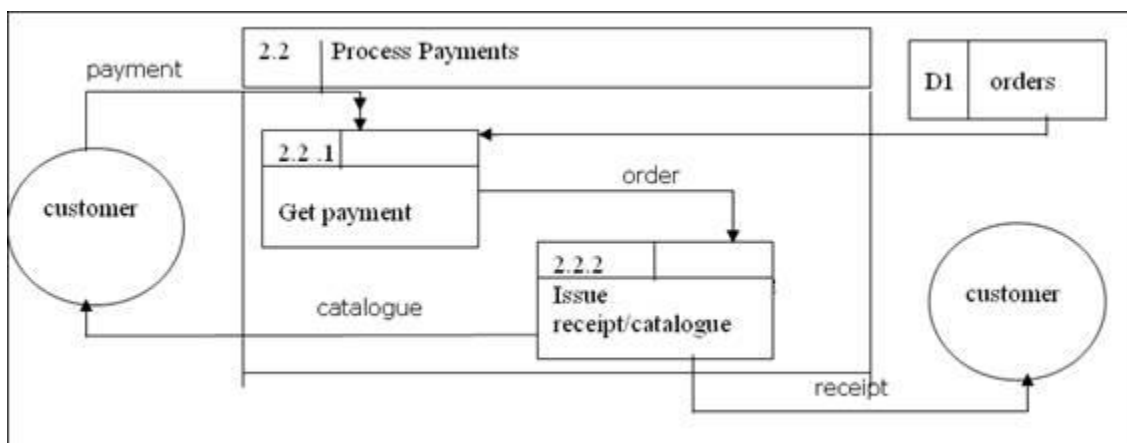 2.2 Process Payments
payment
D1 orders
2.2 .1
order
customer
Get payment
2.2.2
customer
Issue
catalogue
receipt/catalogue
receipt